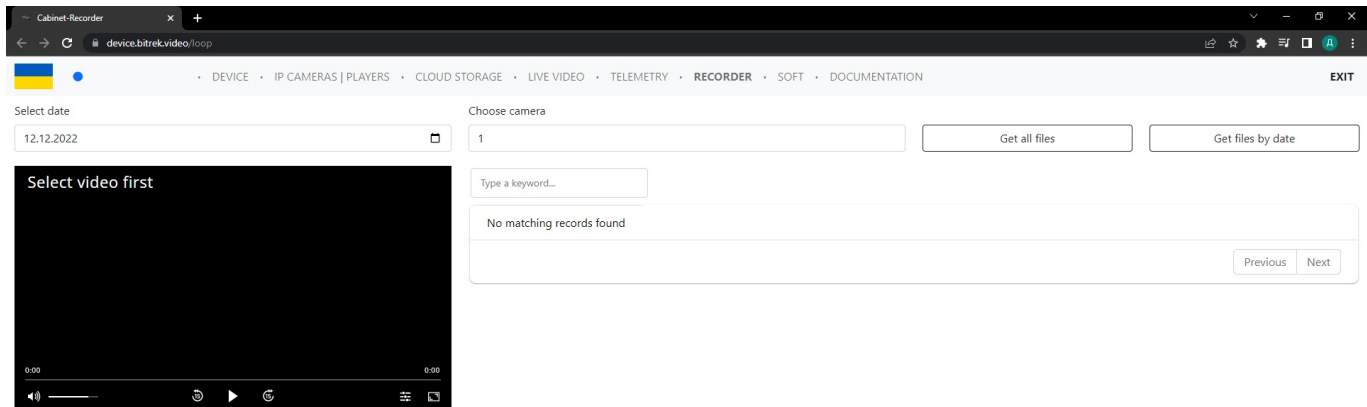 Cabinet-Recorder
device.bitrek.video/loop
Д
• DEVICE • IP CAMERAS | PLAYERS • CLOUD STORAGE • LIVE VIDEO • TELEMETRY • RECORDER • SOFT • DOCUMENTATION EXIT
Select date
Choose camera
12.12.2022
1
Get all files
Get files by date
Select video first
Type a keyword...
No matching records found
Previous Next
0:00 0:00
15 15